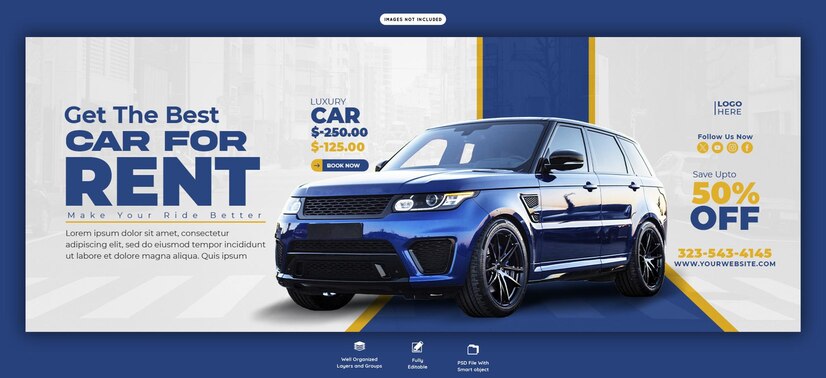 IMAGES NOT INCLUDED
Get The Best
CAR FOR
RENT
Make Your Ride Better
Lorem ipsum dolor sit amet, consectetur
adipiscing elit, sed do eiusmod tempor incididunt
ut labore et dolore magna aliqua. Quis ipsum
LUXURY
CAR
$-250.00
$-125.00
BOOK NOW
LOGO
HERE
Follow Us Now
Save Upto
50%
OFF
323-543-4145
WWW.YOURWEBSITE.COM
Well Organized
Layers and Groups
Fully
Editable
PSD File With
Smart object